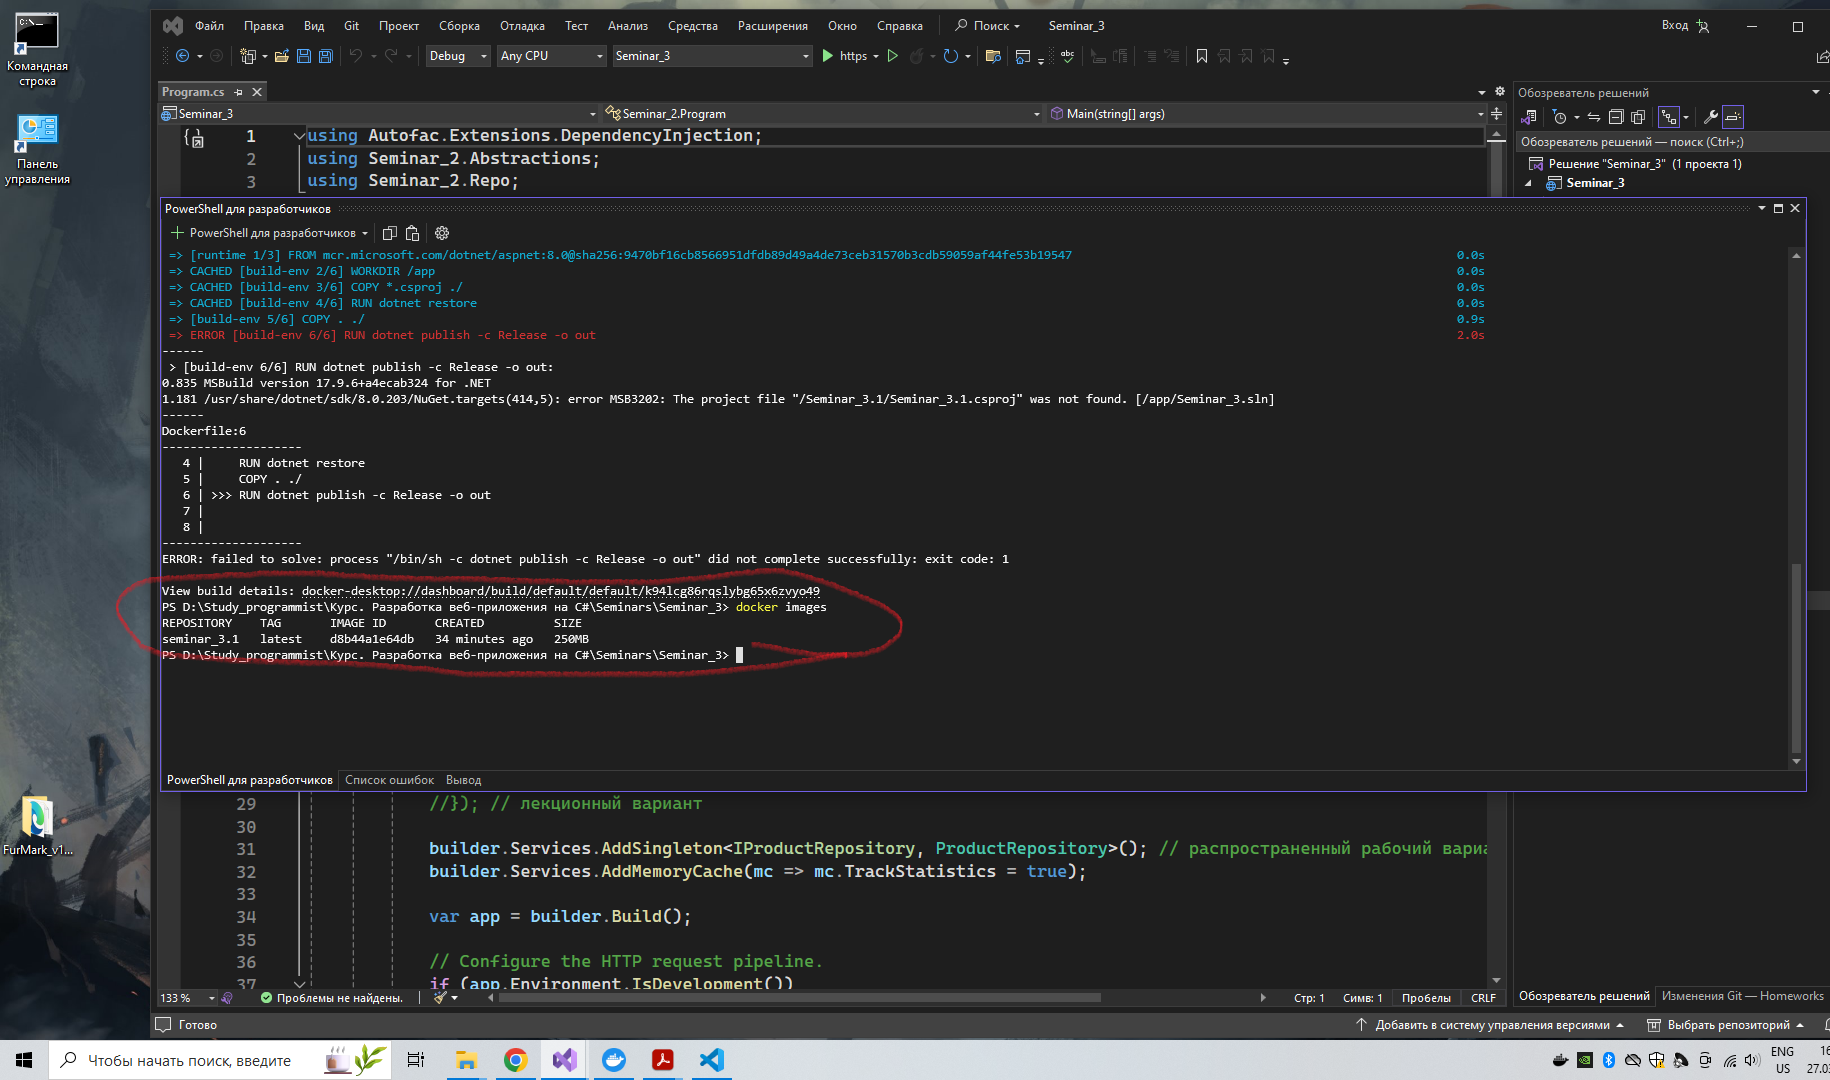 Командная строка
Панель управления
FurMark_v1...
Файл Правка Вид Git Проект Сборка Отладка Тест Анализ Средства Расширения Окно Справка Поиск Seminar_3 Вход
Debug Any CPU Seminar_3 https
Program.cs
Seminar_3 Seminar_2.Program Main(string[] args)
1 using Autofac.Extensions.DependencyInjection;
2 using Seminar_2.Abstractions;
3 using Seminar_2.Repo;
Обозреватель решений
Обозреватель решений — поиск (Ctrl+;)
Решение "Seminar_3" (1 проекта 1)
Seminar_3
PowerShell для разработчиков
PowerShell для разработчиков
=> [runtime 1/3] FROM mcr.microsoft.com/dotnet/aspnet:8.0@sha256:9470bf16cb8566951dfdb89d49a4de73ceb31570b3cdb59059af44fe53b19547 0.0s
=> CACHED [build-env 2/6] WORKDIR /app 0.0s
=> CACHED [build-env 3/6] COPY *.csproj ./ 0.0s
=> CACHED [build-env 4/6] RUN dotnet restore 0.0s
=> [build-env 5/6] COPY . ./ 0.9s
=> ERROR [build-env 6/6] RUN dotnet publish -c Release -o out 2.0s
------
> [build-env 6/6] RUN dotnet publish -c Release -o out:
0.835 MSBuild version 17.9.6+a4ecab324 for .NET
1.181 /usr/share/dotnet/sdk/8.0.203/NuGet.targets(414,5): error MSB3202: The project file "/Seminar_3.1/Seminar_3.1.csproj" was not found. [/app/Seminar_3.sln]
------
Dockerfile:6
--------------------
4 | RUN dotnet restore
5 | COPY . ./
6 | >>> RUN dotnet publish -c Release -o out
7 |
8 |
--------------------
ERROR: failed to solve: process "/bin/sh -c dotnet publish -c Release -o out" did not complete successfully: exit code: 1
View build details: docker-desktop://dashboard/build/default/default/k94lcg86rqslybg65x6zvyo49
PS D:\Study_programmist\Курс. Разработка веб-приложения на C#\Seminars\Seminar_3> docker images
REPOSITORY TAG IMAGE ID CREATED SIZE
seminar_3.1 latest d8b44a1e64db 34 minutes ago 250MB
PS D:\Study_programmist\Курс. Разработка веб-приложения на C#\Seminars\Seminar_3>
PowerShell для разработчиков Список ошибок Вывод
29 //}); // лекционный вариант
30
31 builder.Services.AddSingleton<IProductRepository, ProductRepository>(); // распространенный рабочий вариа
32 builder.Services.AddMemoryCache(mc => mc.TrackStatistics = true);
33
34 var app = builder.Build();
35
36 // Configure the HTTP request pipeline.
37 if (app.Environment.IsDevelopment())
133 % Проблемы не найдены. Стр: 1 Симв: 1 Пробелы CRLF
Обозреватель решений Изменения Git — Homeworks
Готово Добавить в систему управления версиями Выбрать репозиторий
Чтобы начать поиск, введите
ENG
US
16
27.03